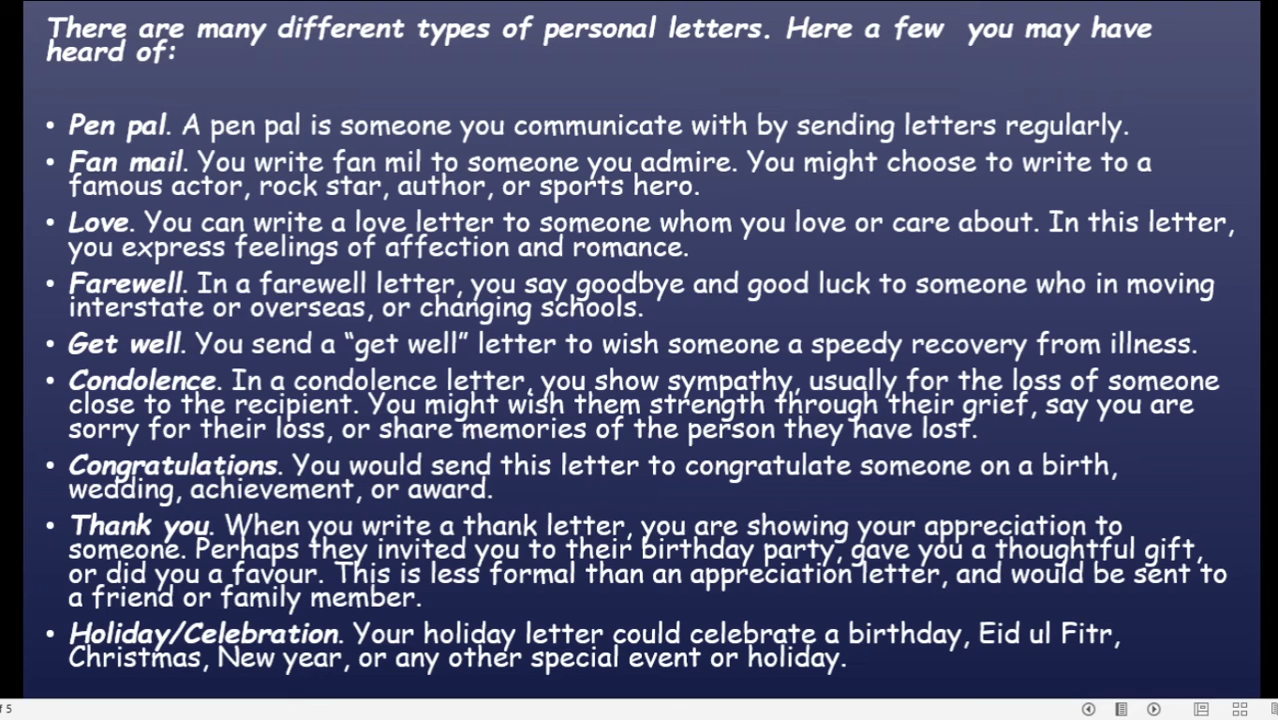 There are many different types of personal letters. Here a few you may have
heard of:
• Pen pal. A pen pal is someone you communicate with by sending letters regularly.
• Fan mail. You write fan mil to someone you admire. You might choose to write to a
famous actor, rock star, author, or sports hero.
• Love. You can write a love letter to someone whom you love or care about. In this letter,
you express feelings of affection and romance.
• Farewell. In a farewell letter, you say goodbye and good luck to someone who in moving
interstate or overseas, or changing schools.
• Get well. You send a “get well” letter to wish someone a speedy recovery from illness.
• Condolence. In a condolence letter, you show sympathy, usually for the loss of someone
close to the recipient. You might wish them strength through their grief, say you are
sorry for their loss, or share memories of the person they have lost.
• Congratulations. You would send this letter to congratulate someone on a birth,
wedding, achievement, or award.
• Thank you. When you write a thank letter, you are showing your appreciation to
someone. Perhaps they invited you to their birthday party, gave you a thoughtful gift,
or did you a favour. This is less formal than an appreciation letter, and would be sent to
a friend or family member.
• Holiday/Celebration. Your holiday letter could celebrate a birthday, Eid ul Fitr,
Christmas, New year, or any other special event or holiday.
f 5